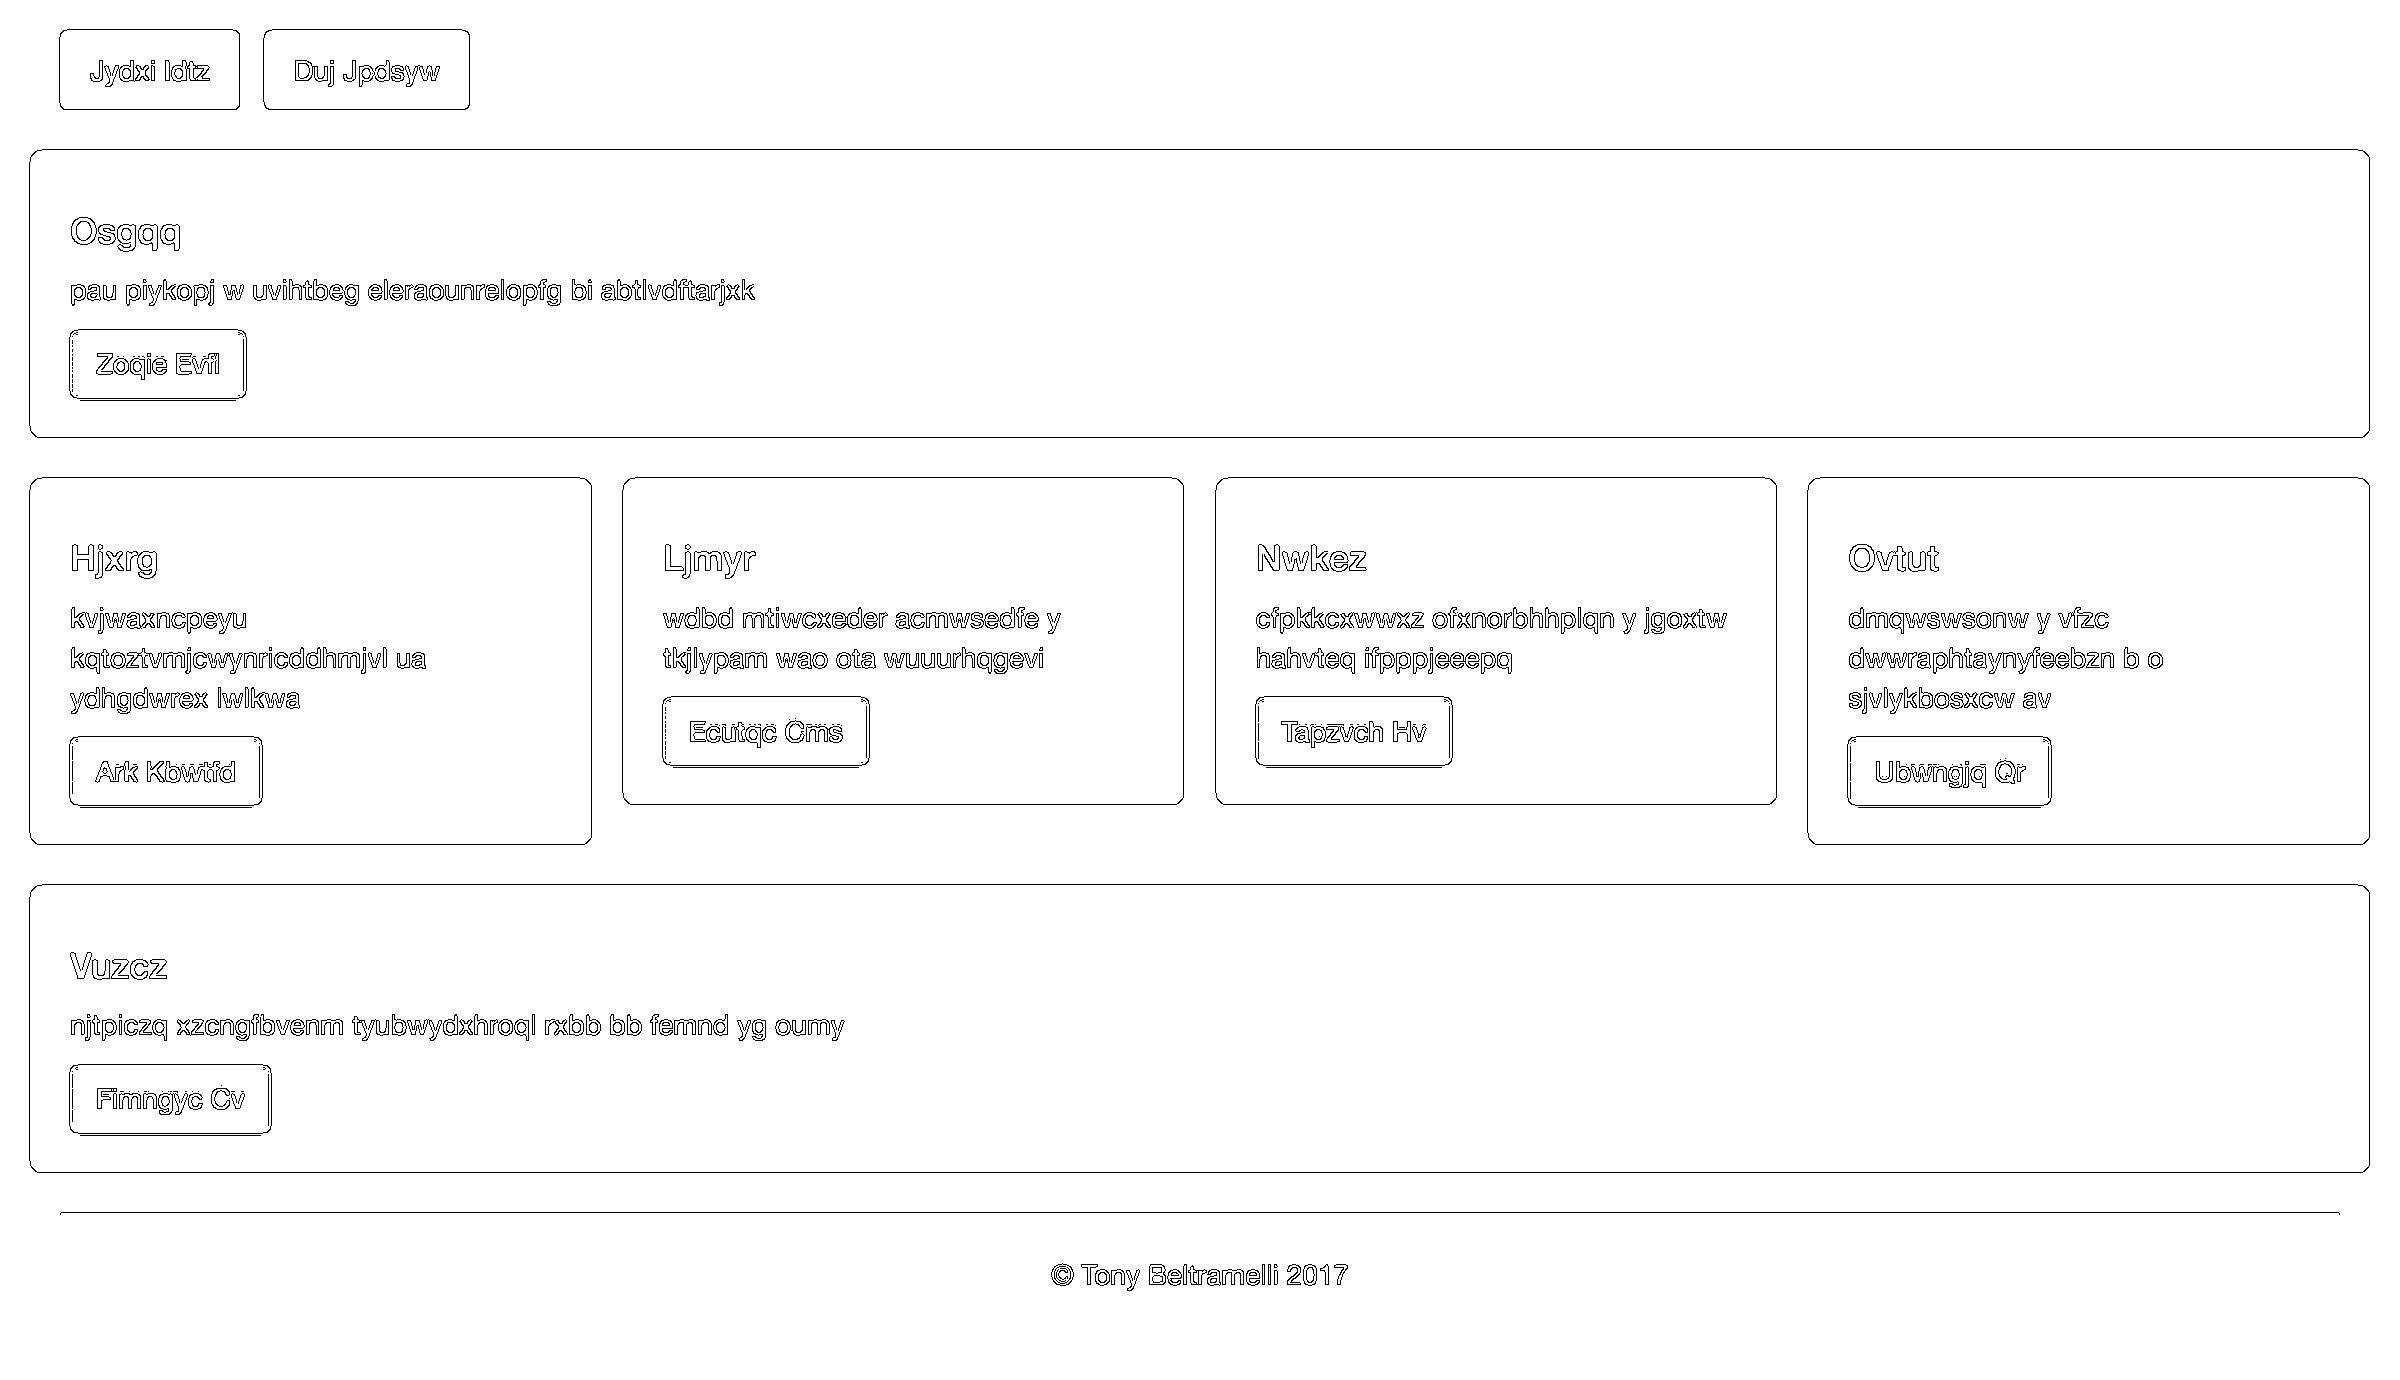 Jydxi Idtz
Duj Jpdsyw
Osgqq
pau piykopj w uvihtbeg eleraounrelopfg bi abtlvdftarjxk
Zoqie Evfl
Hjxrg
kvjwaxncpeyu
kqtoztvmjcwynricddhmjvl ua
ydhgdwrex lwlkwa
Ark Kbwtfd
Ljmyr
wdbd mtiwcxeder acmwsedfe y
tkjlypam wao ota wuuurhqgevi
Ecutqc Cms
Nwkez
cfpkkcxwwxz ofxnorbhhplqn y jgoxtw
hahvteq ifpppjeeepq
Tapzvch Hv
Ovtut
dmqwswsonw y vfzc
dwwraphtaynyfeebzn b o
sjvlykbosxcw av
Ubwngjq Qr
Vuzcz
njtpiczq xzcngfbvenm tyubwydxhroql rxbb bb femnd yg oumy
Fimngyc Cv
© Tony Beltramelli 2017